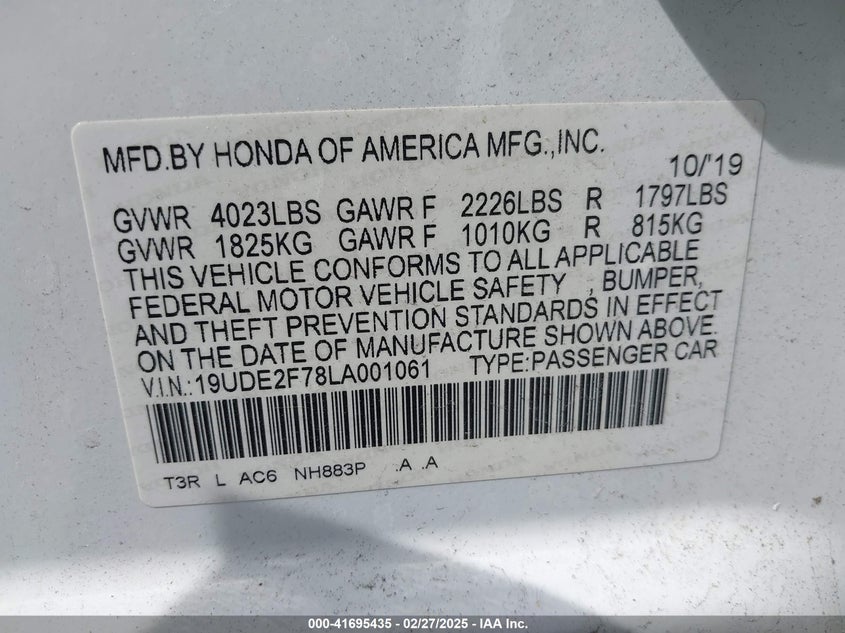 MFD.BY HONDA OF AMERICA MFG.,INC.
10/'19
GVWR 4023LBS GAWR F 2226LBS R 1797LBS
GVWR 1825KG GAWR F 1010KG R 815KG
THIS VEHICLE CONFORMS TO ALL APPLICABLE
FEDERAL MOTOR VEHICLE SAFETY , BUMPER,
AND THEFT PREVENTION STANDARDS IN EFFECT
ON THE DATE OF MANUFACTURE SHOWN ABOVE.
V.I.N.:19UDE2F78LA001061 TYPE:PASSENGER CAR
T3R L AC6 NH883P .A .A
000-41695435 - 02/27/2025 - IAA Inc.